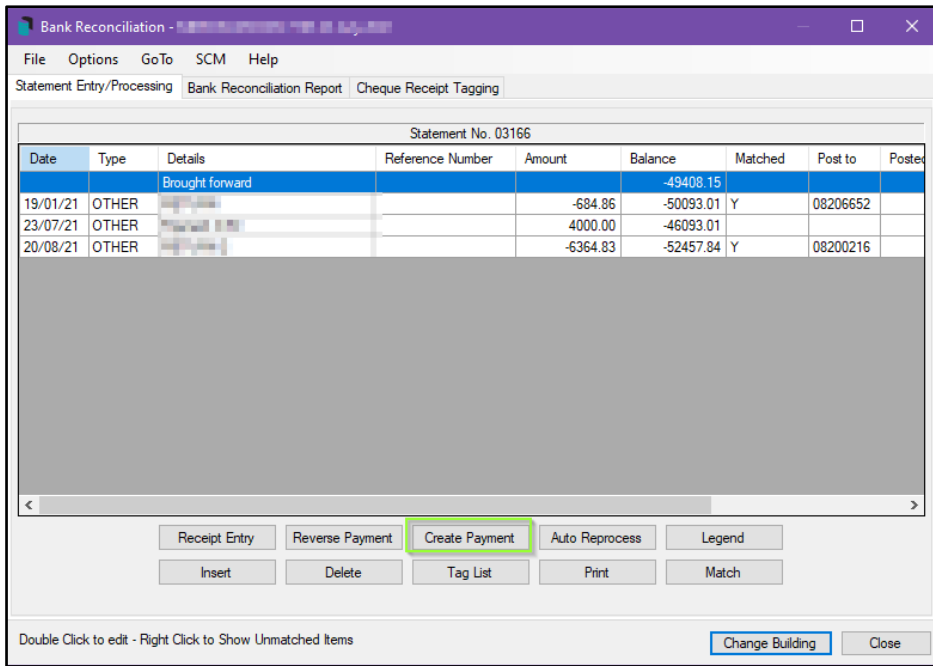 Bank Reconciliation -
File Options GoTo SCM Help
Statement Entry/Processing Bank Reconciliation Report Cheque Receipt Tagging
Statement No. 03166
Date Type Details Reference Number Amount Balance Matched Post to Posted
Brought forward -49408.15
19/01/21 OTHER -684.86 -50093.01 Y 08206652
23/07/21 OTHER 4000.00 -46093.01
20/08/21 OTHER -6364.83 -52457.84 Y 08200216
Receipt Entry Reverse Payment Create Payment Auto Reprocess Legend
Insert Delete Tag List Print Match
Double Click to edit - Right Click to Show Unmatched Items Change Building Close